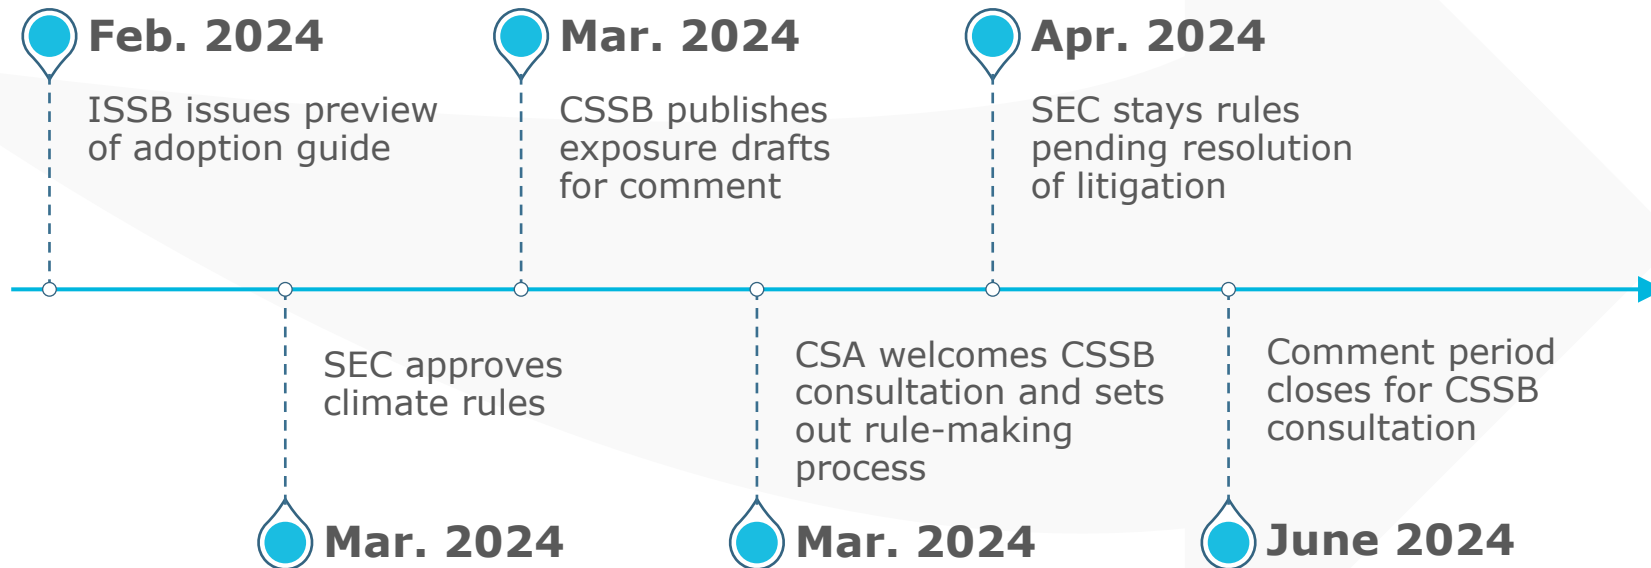 Feb. 2024
ISSB issues preview
of adoption guide
Mar. 2024
CSSB publishes
exposure drafts
for comment
Apr. 2024
SEC stays rules
pending resolution
of litigation
SEC approves
climate rules
Mar. 2024
CSA welcomes CSSB
consultation and sets
out rule-making
process
Mar. 2024
Comment period
closes for CSSB
consultation
June 2024